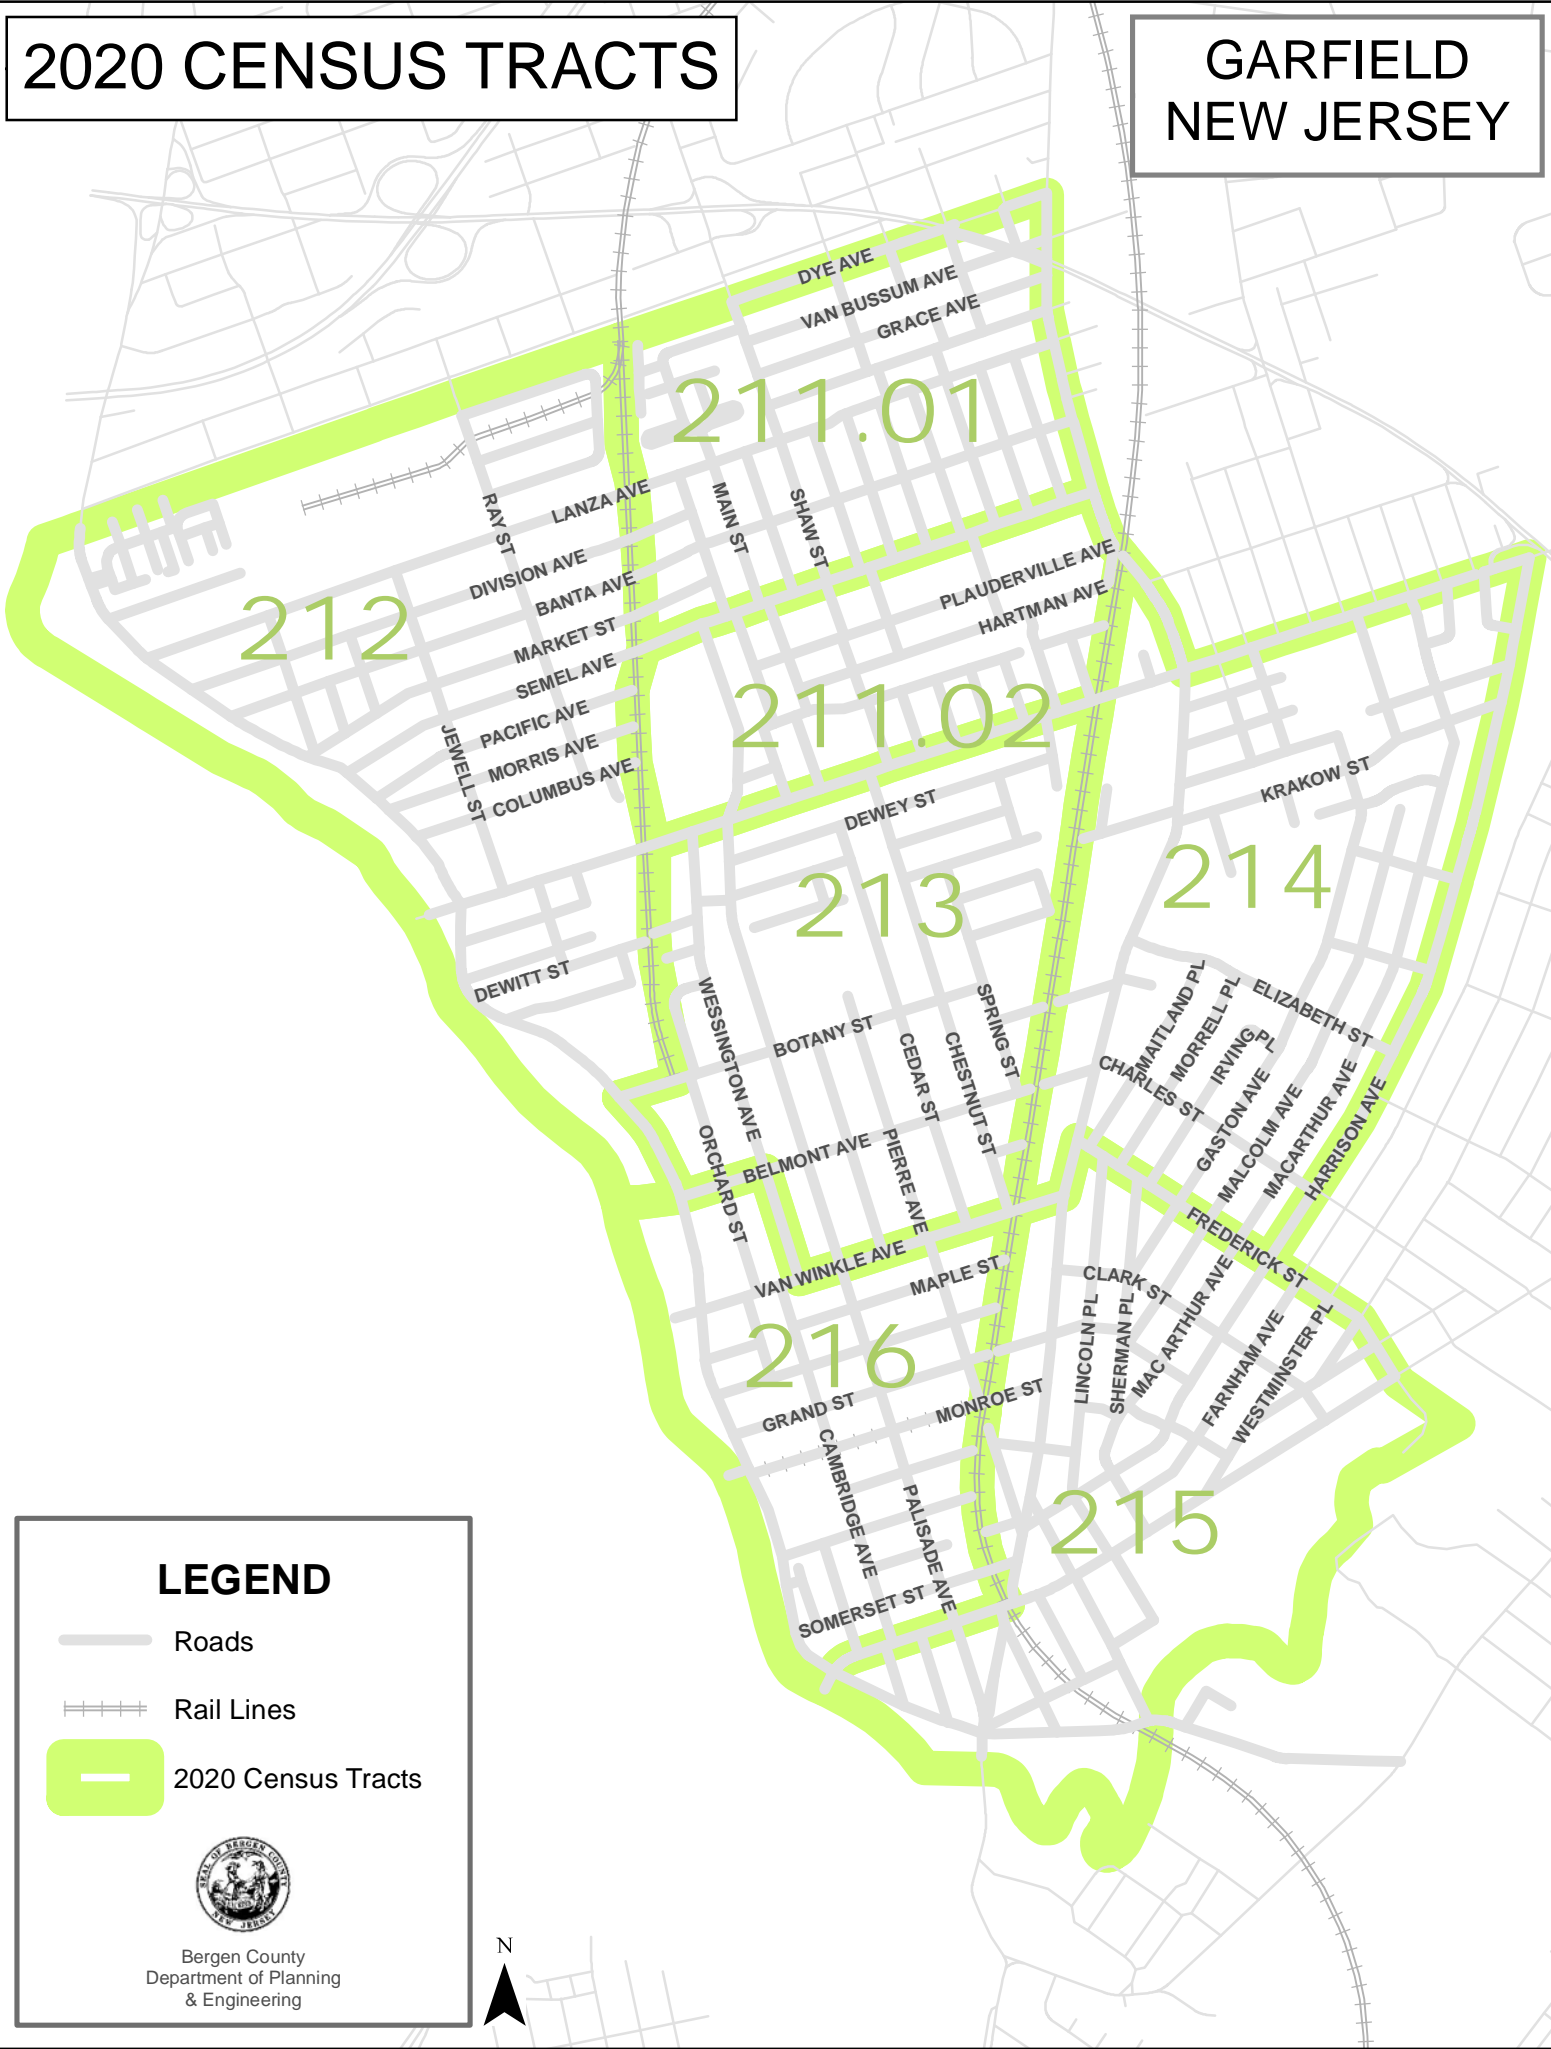 2020 CENSUS TRACTS
GARFIELD
NEW JERSEY
DYE AVE
VAN BUSSUM AVE
GRACE AVE
211.01
LANZA AVE
RAY ST
MAIN ST
SHAW ST
DIVISION AVE
BANTA AVE
PLAUDERVILLE AVE
HARTMAN AVE
212
MARKET ST
SEMEL AVE
PACIFIC AVE
211.02
MORRIS AVE
JEWELL ST
COLUMBUS AVE
KRAKOW ST
DEWEY ST
213
214
DEWITT ST
WESSINGTON AVE
BOTANY ST
SPRING ST
MAITLAND PL
MORRELL PL
ELIZABETH ST
IRVING PL
CEDAR ST
CHESTNUT ST
CHARLES ST
GASTON AVE
MALCOLM AVE
MACARTHUR AVE
HARRISON AVE
ORCHARD ST
BELMONT AVE
PIERRE AVE
FREDERICK ST
VAN WINKLE AVE
MAPLE ST
CLARK ST
LINCOLN PL
SHERMAN PL
MAC ARTHUR AVE
FARNHAM AVE
WESTMINSTER PL
216
GRAND ST
MONROE ST
CAMBRIDGE AVE
PALISADE AVE
215
SOMERSET ST
LEGEND
Roads
Rail Lines
2020 Census Tracts
SEAL OF BERGEN COUNTY
NEW JERSEY
Bergen County
Department of Planning
& Engineering
N